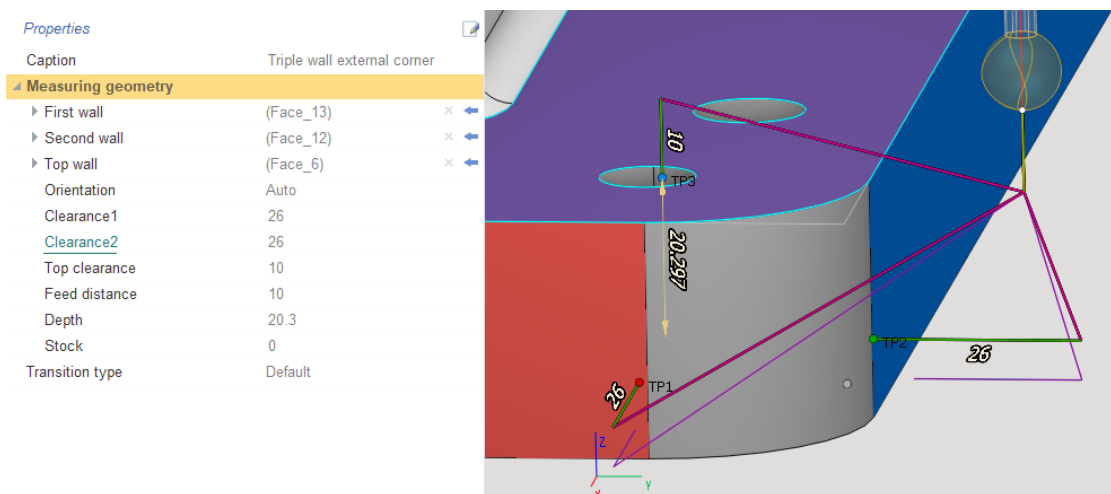 Properties
Caption Triple wall external corner
Measuring geometry
First wall (Face_13)
Second wall (Face_12)
Top wall (Face_6)
Orientation Auto
Clearance1 26
Clearance2 26
Top clearance 10
Feed distance 10
Depth 20.3
Stock 0
Transition type Default
10
TP3
20.297
TP2
26
TP1
26
Z
Y